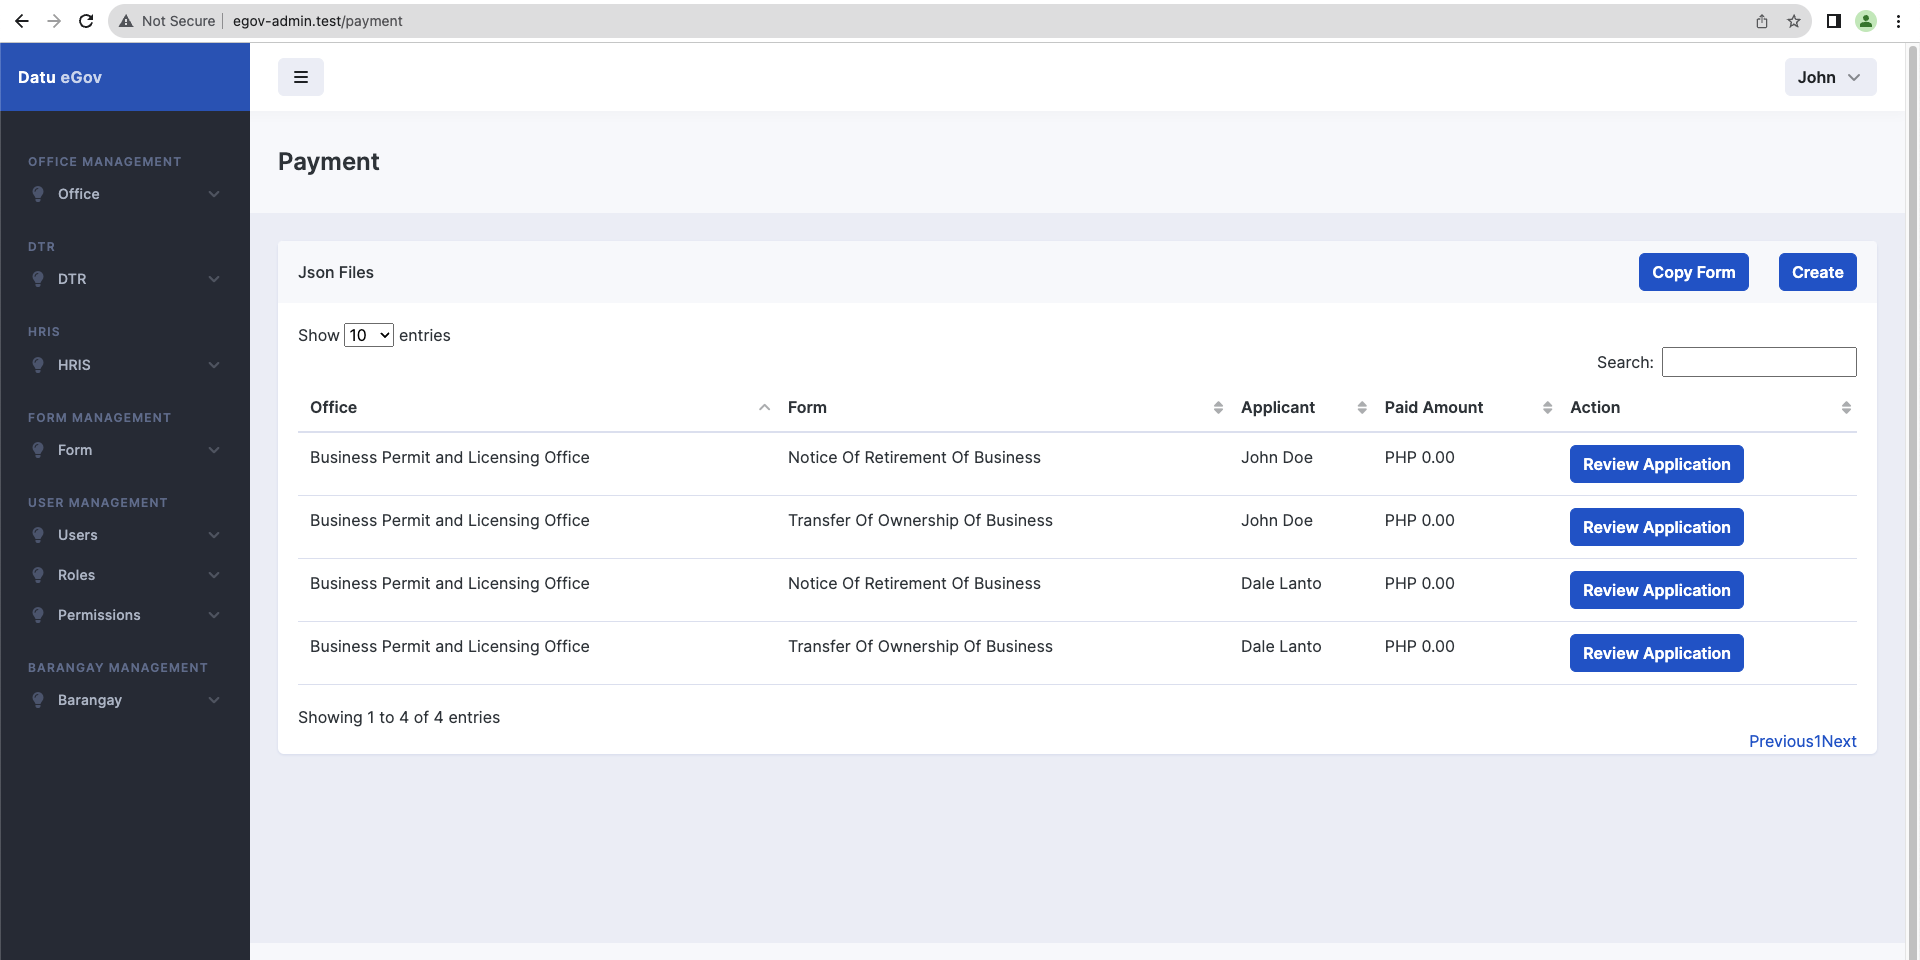 Not Secure
egov-admin.test/payment
Datu eGov
John
OFFICE MANAGEMENT
Office
DTR
DTR
HRIS
HRIS
FORM MANAGEMENT
Form
USER MANAGEMENT
Users
Roles
Permissions
BARANGAY MANAGEMENT
Barangay
Payment
Json Files
Copy Form
Create
Show 10 entries
Search:
Office Form Applicant Paid Amount Action
Business Permit and Licensing Office Notice Of Retirement Of Business John Doe PHP 0.00 Review Application
Business Permit and Licensing Office Transfer Of Ownership Of Business John Doe PHP 0.00 Review Application
Business Permit and Licensing Office Notice Of Retirement Of Business Dale Lanto PHP 0.00 Review Application
Business Permit and Licensing Office Transfer Of Ownership Of Business Dale Lanto PHP 0.00 Review Application
Showing 1 to 4 of 4 entries
Previous1Next